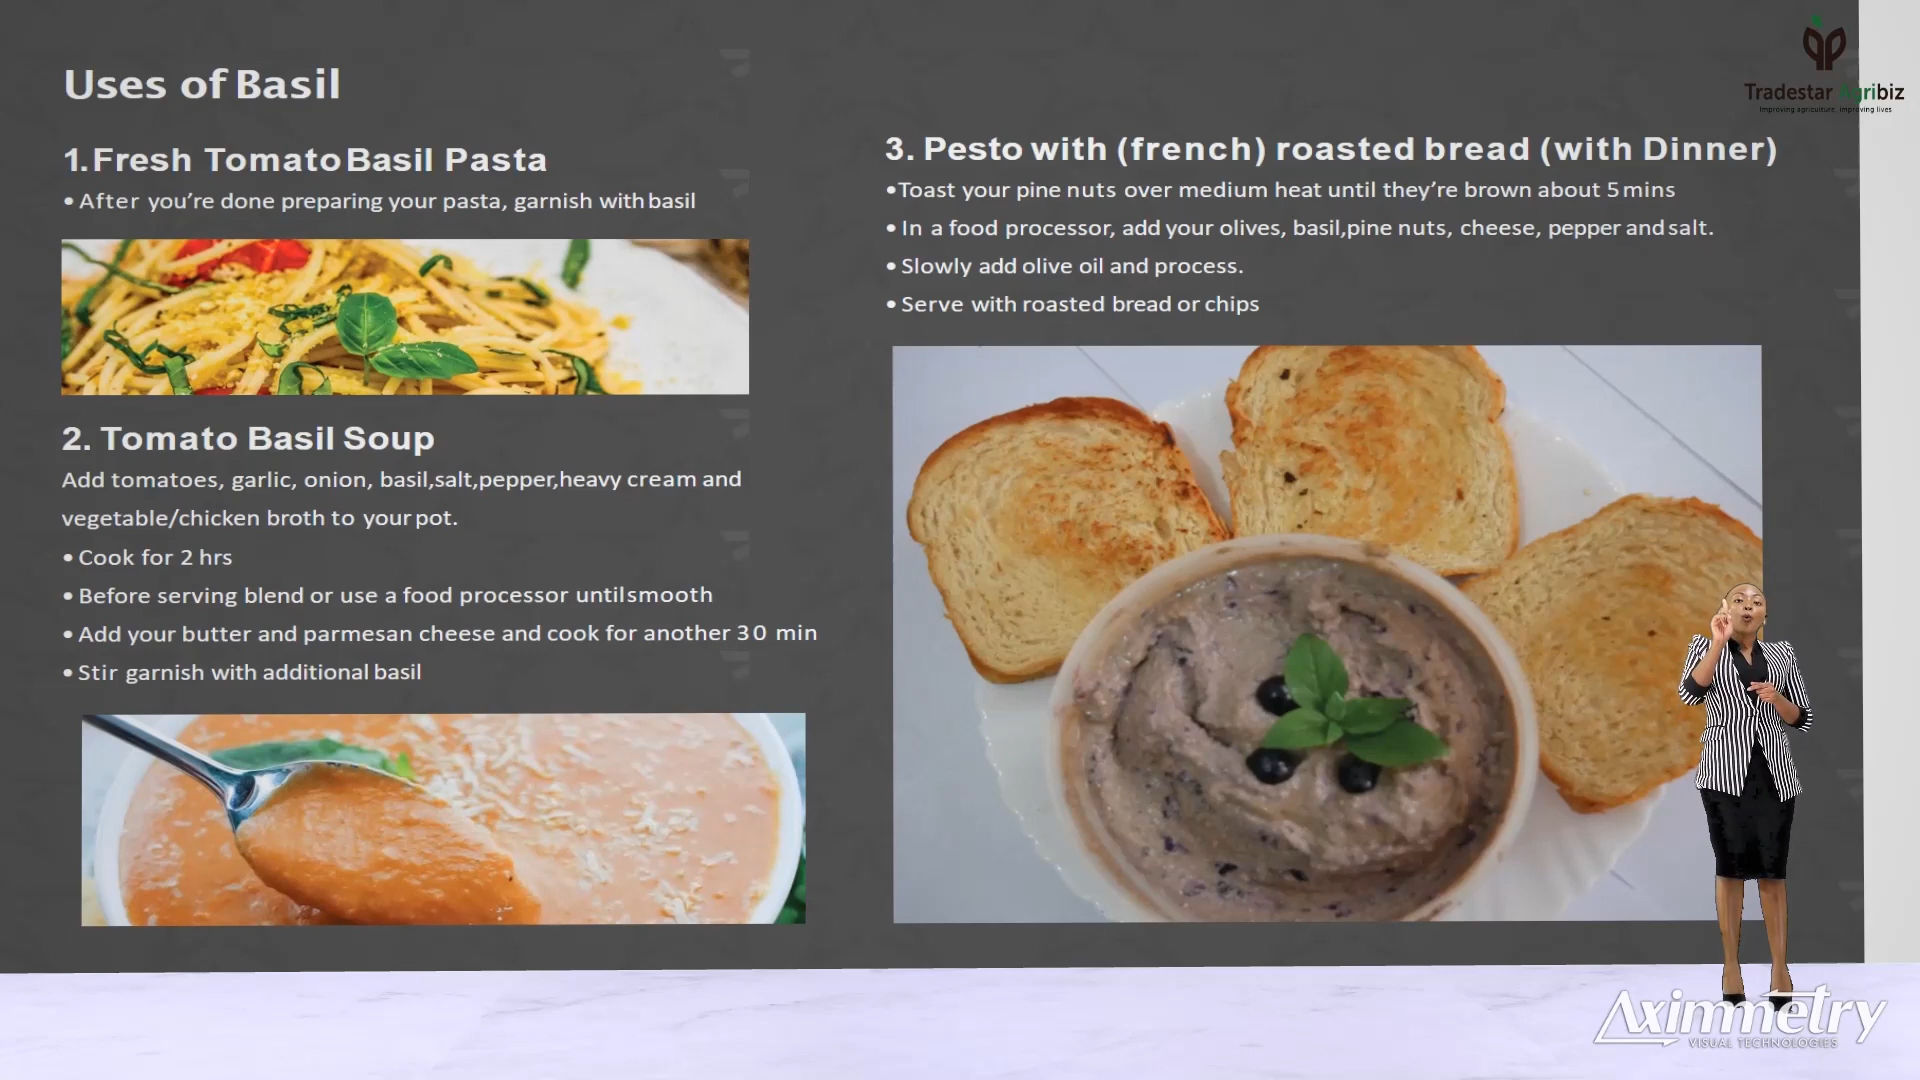 Uses of Basil
1.Fresh Tomato Basil Pasta
• After you're done preparing your pasta, garnish with basil
2. Tomato Basil Soup
Add tomatoes, garlic, onion, basil,salt,pepper,heavy cream and
vegetable/chicken broth to your pot.
• Cook for 2 hrs
• Before serving blend or use a food processor until smooth
• Add your butter and parmesan cheese and cook for another 30 min
• Stir garnish with additional basil
3. Pesto with (french) roasted bread (with Dinner)
•Toast your pine nuts over medium heat until they're brown about 5 mins
• In a food processor, add your olives, basil,pine nuts, cheese, pepper and salt.
• Slowly add olive oil and process.
• Serve with roasted bread or chips
Tradestar Agribiz
Improving agriculture, improving lives
Aximmetry
VISUAL TECHNOLOGIES